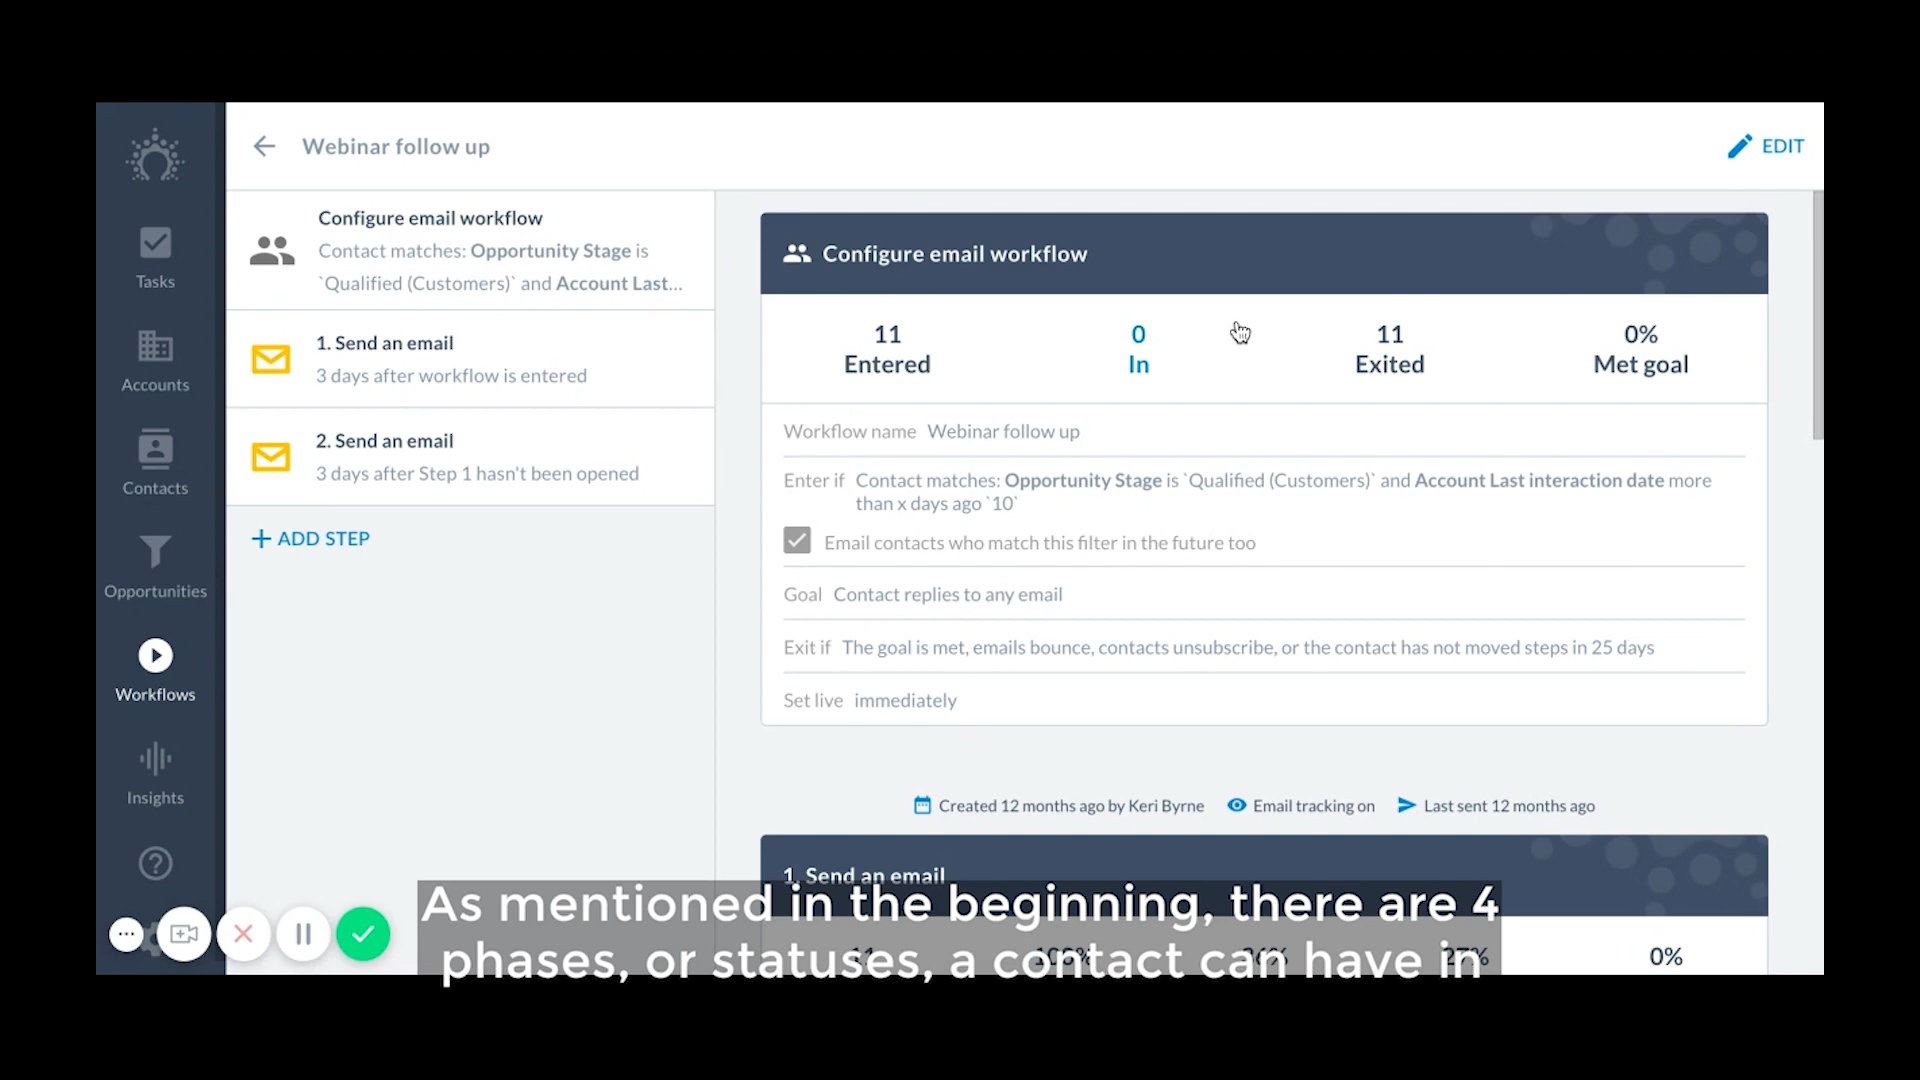 Webinar follow up
EDIT
Tasks
Accounts
Contacts
Opportunities
Workflows
Insights
Configure email workflow
Contact matches: Opportunity Stage is
`Qualified (Customers)` and Account Last...
1. Send an email
3 days after workflow is entered
2. Send an email
3 days after Step 1 hasn't been opened
+ ADD STEP
Configure email workflow
11 0 11 0%
Entered In Exited Met goal
Workflow name Webinar follow up
Enter if Contact matches: Opportunity Stage is `Qualified (Customers)` and Account Last interaction date more
than x days ago `10`
Email contacts who match this filter in the future too
Goal Contact replies to any email
Exit if The goal is met, emails bounce, contacts unsubscribe, or the contact has not moved steps in 25 days
Set live immediately
Created 12 months ago by Keri Byrne Email tracking on Last sent 12 months ago
1. Send an email
0%
As mentioned in the beginning, there are 4
phases, or statuses, a contact can have in